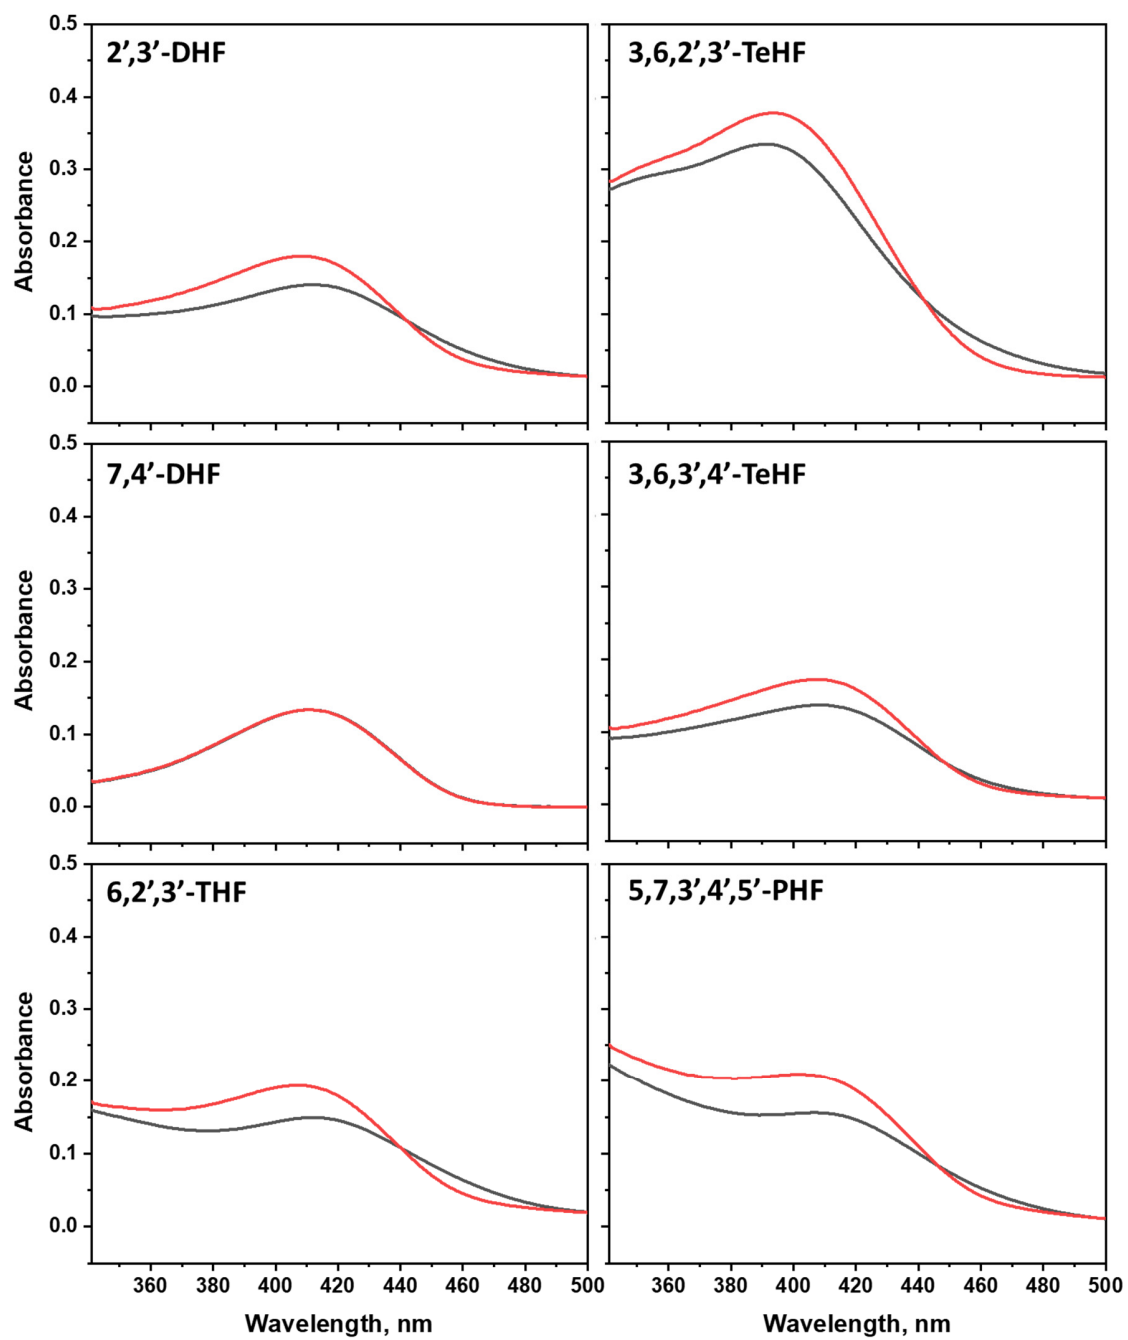 2’,3’-DHF
3,6,2’,3’-TeHF
0.5
0.4
0.3
0.2
0.1
0.0
Absorbance
7,4’-DHF
3,6,3’,4’-TeHF
0.5
0.4
0.3
0.2
0.1
0.0
Absorbance
6,2’,3’-THF
5,7,3’,4’,5’-PHF
0.5
0.4
0.3
0.2
0.1
0.0
Absorbance
360 380 400 420 440 460 480 500
360 380 400 420 440 460 480 500
Wavelength, nm
Wavelength, nm